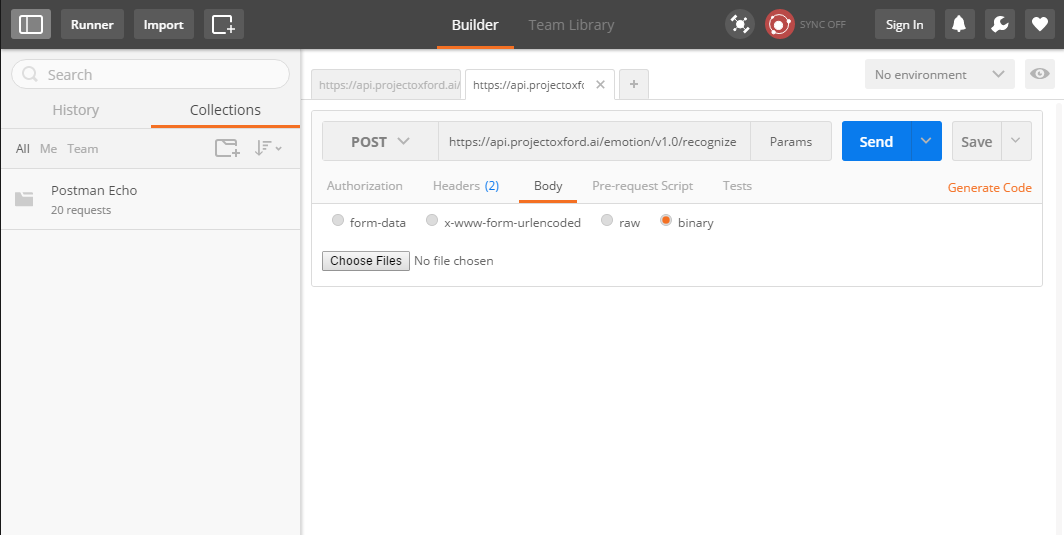 Runner
Import
Builder
Team Library
SYNC OFF
Sign In
Search
History
Collections
All Me Team
Postman Echo
20 requests
https://api.projectoxford.ai/
https://api.projectoxf
No environment
POST
https://api.projectoxford.ai/emotion/v1.0/recognize
Params
Send
Save
Authorization
Headers (2)
Body
Pre-request Script
Tests
Generate Code
form-data
x-www-form-urlencoded
raw
binary
Choose Files No file chosen